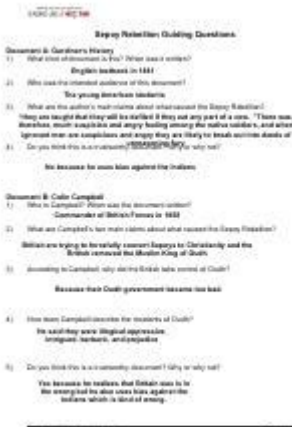 Sepoy Rebellion Guiding Questions
Document A: Gardiner's History
1) What kind of document is this? When was it written?
English textbook in 1881
2) Who was the intended audience of this document?
The young American students
3) What are the author's main claims about what caused the Sepoy Rebellion?
"they are taught that they will be defiled if they eat any part of a cow. "There was
therefore, much suspicion and angry feeling among the native soldiers, and when
ignorant men are suspicious and angry they are likely to break out into deeds of
4) Do you think this is a trustworthy document? Why or why not?
No because he uses bias against the Indians
Document B: Colin Campbell
1) Who is Campbell? When was the document written?
Commander of British Forces in
2) What are Campbell's two main claims about what caused the Sepoy Rebellion?
British are trying to forcefully convert Sepoys to Christianity and the
British removed the Muslim King of Oudh
3) According to Campbell, why did the British take control of Oudh?
Because their Oudh government became too bad
4) How does Campbell describe the residents of Oudh?
He said they were illogical oppressive
intrigued, barbaric, and prejudice
5) Do you think this is a trustworthy document? Why or why not?
Yes because he realizes that Britain was in
the wrong but he also uses bias against the
Indians which is kind of wrong.